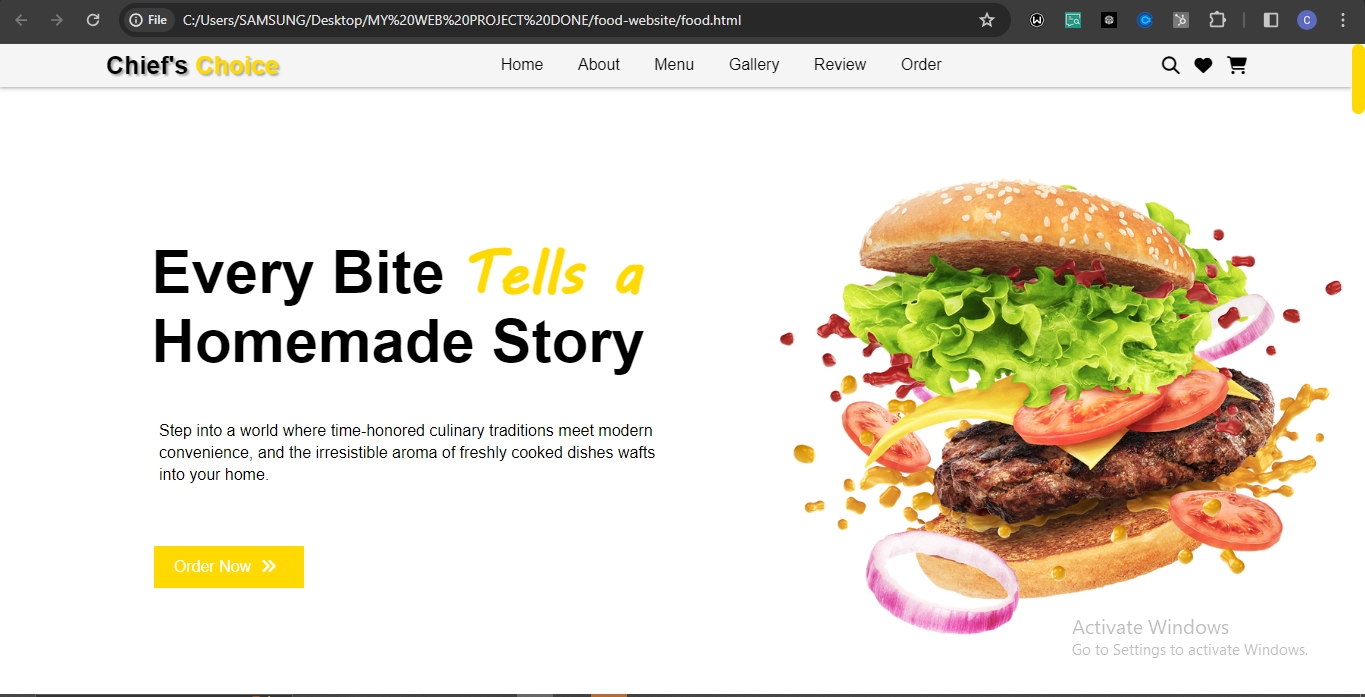 File C:/Users/SAMSUNG/Desktop/MY%20WEB%20PROJECT%20DONE/food-website/food.html
C
Chief's Choice Home About Menu Gallery Review Order
Every Bite Tells a
Homemade Story
Step into a world where time-honored culinary traditions meet modern
convenience, and the irresistible aroma of freshly cooked dishes wafts
into your home.
Order Now
Activate Windows
Go to Settings to activate Windows.